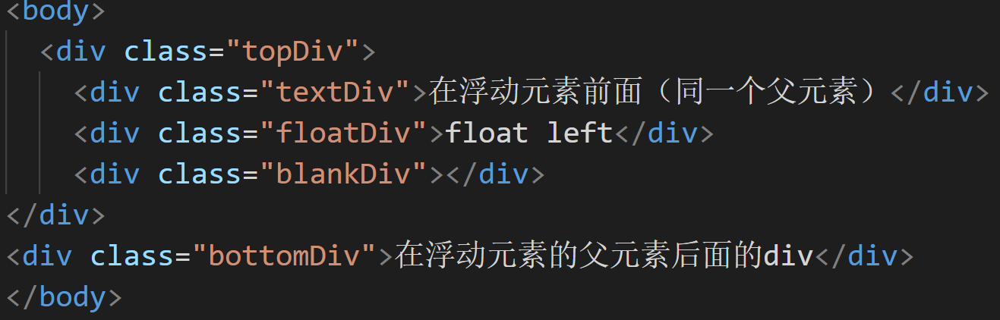 <body>
<div class="topDiv">
<div class="textDiv">在浮动元素前面（同一个父元素）</div>
<div class="floatDiv">float left</div>
<div class="blankDiv"></div>
</div>
<div class="bottomDiv">在浮动元素的父元素后面的div</div>
</body>